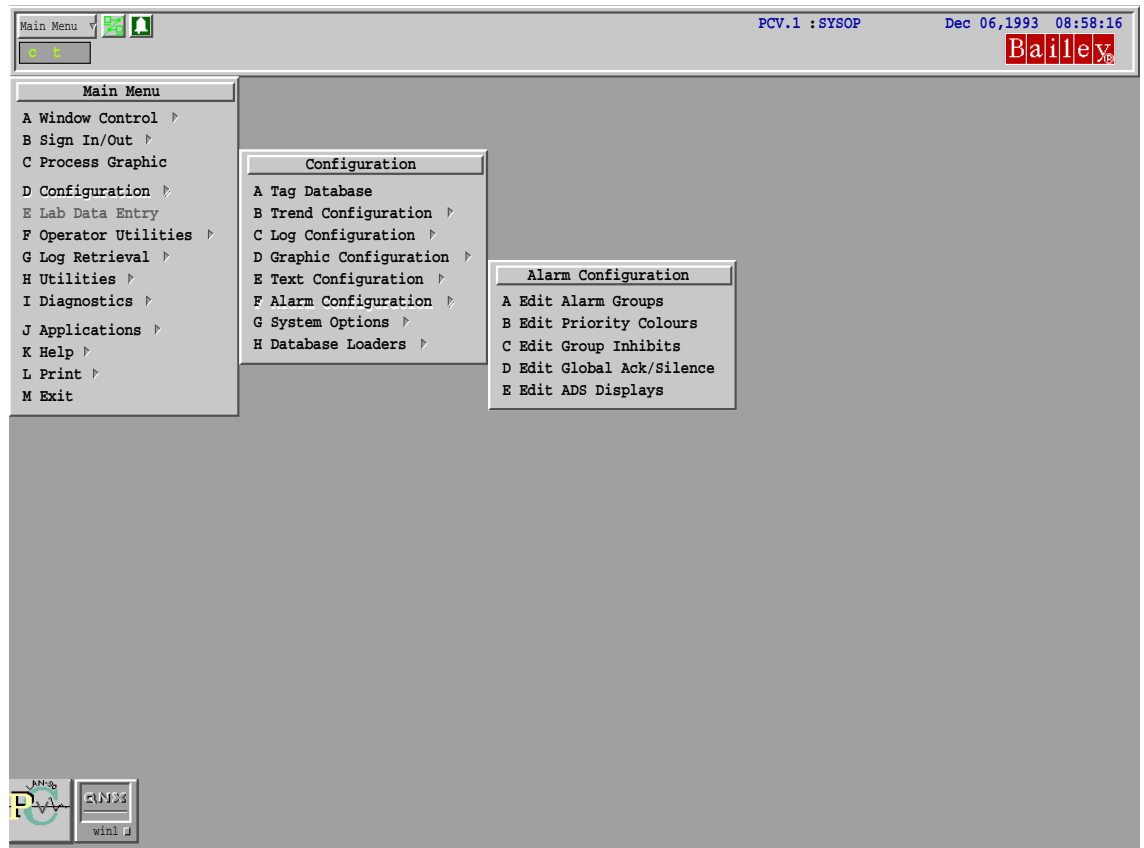 Main Menu
PCV.1 :SYSOP
Dec 06,1993 08:58:16
c t
Bailey®
Main Menu
A Window Control
B Sign In/Out
C Process Graphic
D Configuration
E Lab Data Entry
F Operator Utilities
G Log Retrieval
H Utilities
I Diagnostics
J Applications
K Help
L Print
M Exit
Configuration
A Tag Database
B Trend Configuration
C Log Configuration
D Graphic Configuration
E Text Configuration
F Alarm Configuration
G System Options
H Database Loaders
Alarm Configuration
A Edit Alarm Groups
B Edit Priority Colours
C Edit Group Inhibits
D Edit Global Ack/Silence
E Edit ADS Displays
PC
win1